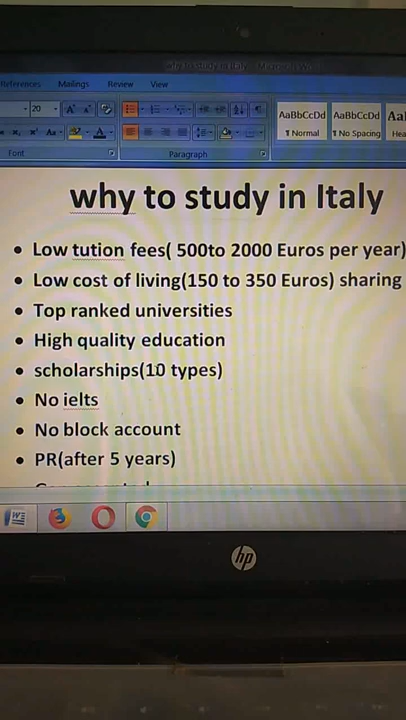 References Mailings Review View
20 A A
Aa A
AaBbCcDd AaBbCcDd
¶ Normal ¶ No Spacing
Font Paragraph
why to study in Italy
• Low tution fees( 500to 2000 Euros per year)
• Low cost of living(150 to 350 Euros) sharing
• Top ranked universities
• High quality education
• scholarships(10 types)
• No ielts
• No block account
• PR(after 5 years)
hp